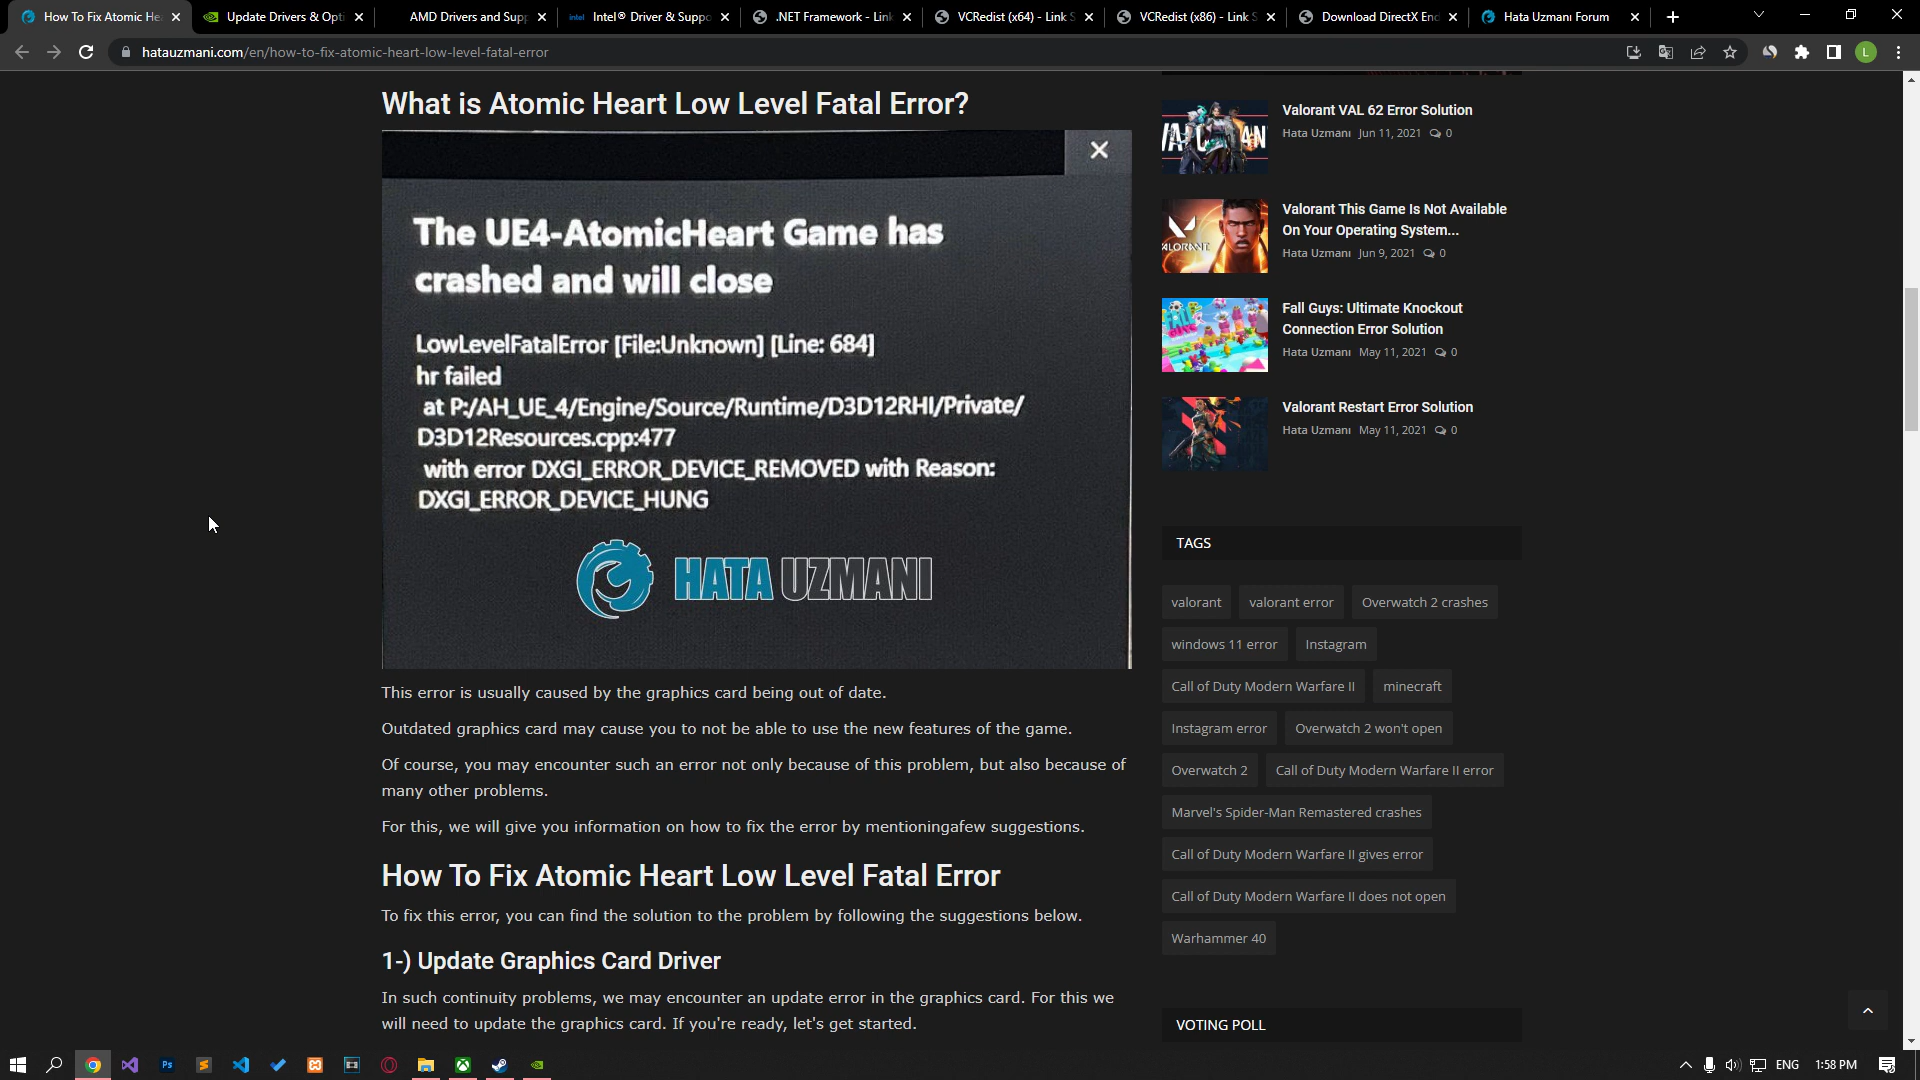 How To Fix Atomic He
Update Drivers & Opti
AMD Drivers and Supp
intel Intel® Driver & Suppo
.NET Framework - Link
VCRedist (x64) - Link S
VCRedist (x86) - Link S
Download DirectX End
Hata Uzmanı Forum
hatauzmani.com/en/how-to-fix-atomic-heart-low-level-fatal-error
L
What is Atomic Heart Low Level Fatal Error?
The UE4-AtomicHeart Game has
crashed and will close
LowLevelFatalError [File:Unknown] [Line: 684]
hr failed
at P:/AH_UE_4/Engine/Source/Runtime/D3D12RHI/Private/
D3D12Resources.cpp:477
with error DXGI_ERROR_DEVICE_REMOVED with Reason:
DXGI_ERROR_DEVICE_HUNG
HATA UZMANI
This error is usually caused by the graphics card being out of date.
Outdated graphics card may cause you to not be able to use the new features of the game.
Of course, you may encounter such an error not only because of this problem, but also because of
many other problems.
For this, we will give you information on how to fix the error by mentioningafew suggestions.
How To Fix Atomic Heart Low Level Fatal Error
To fix this error, you can find the solution to the problem by following the suggestions below.
1-) Update Graphics Card Driver
In such continuity problems, we may encounter an update error in the graphics card. For this we
will need to update the graphics card. If you're ready, let's get started.
Valorant VAL 62 Error Solution
Hata Uzmanı Jun 11, 2021 0
VALORANT
Valorant This Game Is Not Available
On Your Operating System...
Hata Uzmanı Jun 9, 2021 0
FALL GUYS
Fall Guys: Ultimate Knockout
Connection Error Solution
Hata Uzmanı May 11, 2021 0
Valorant Restart Error Solution
Hata Uzmanı May 11, 2021 0
TAGS
valorant valorant error Overwatch 2 crashes
windows 11 error Instagram
Call of Duty Modern Warfare II minecraft
Instagram error Overwatch 2 won't open
Overwatch 2 Call of Duty Modern Warfare II error
Marvel's Spider-Man Remastered crashes
Call of Duty Modern Warfare II gives error
Call of Duty Modern Warfare II does not open
Warhammer 40
VOTING POLL
Ps
ENG
1:58 PM